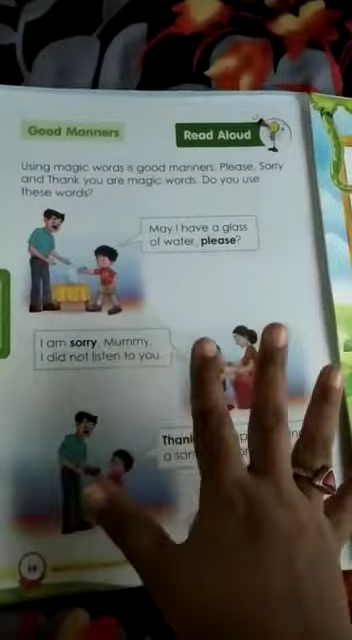 Good Manners
Read Aloud
Using magic words is good manners. Please, Sorry
and Thank you are magic words. Do you use
these words?
May I have a glass
of water, please?
I am sorry, Mummy.
I did not listen to you.